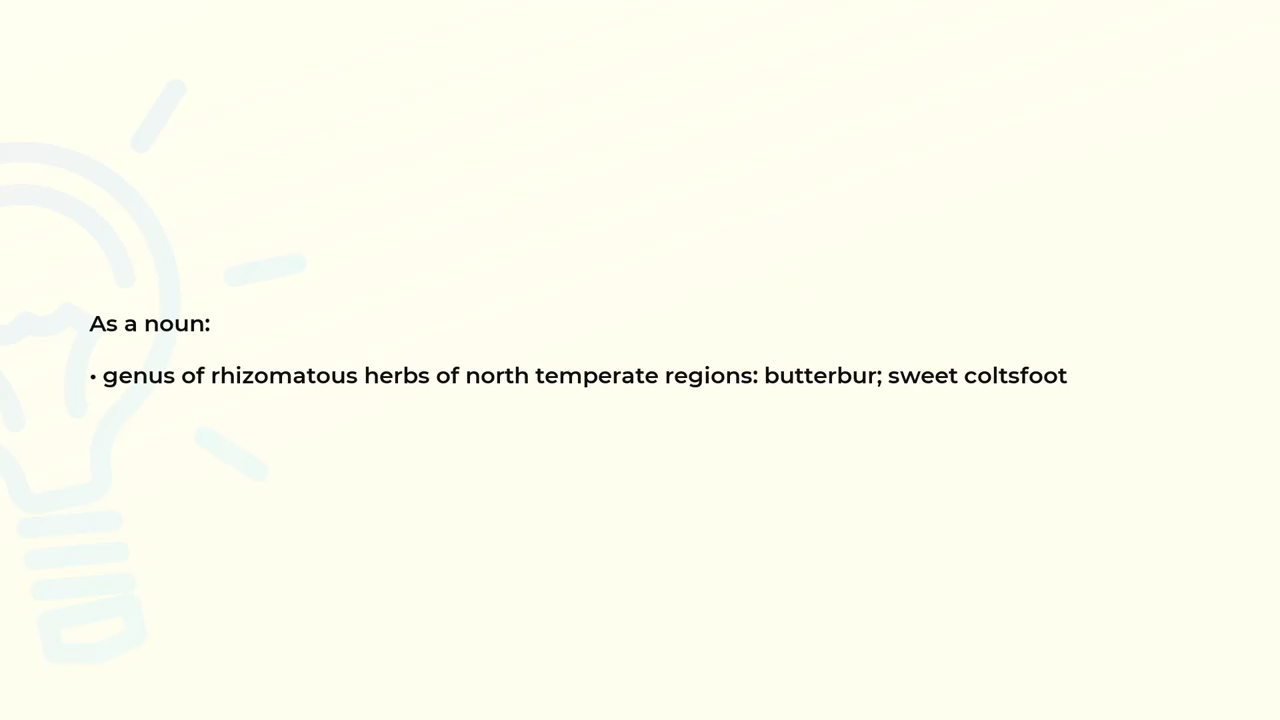 As a noun:
• genus of rhizomatous herbs of north temperate regions: butterbur; sweet coltsfoot